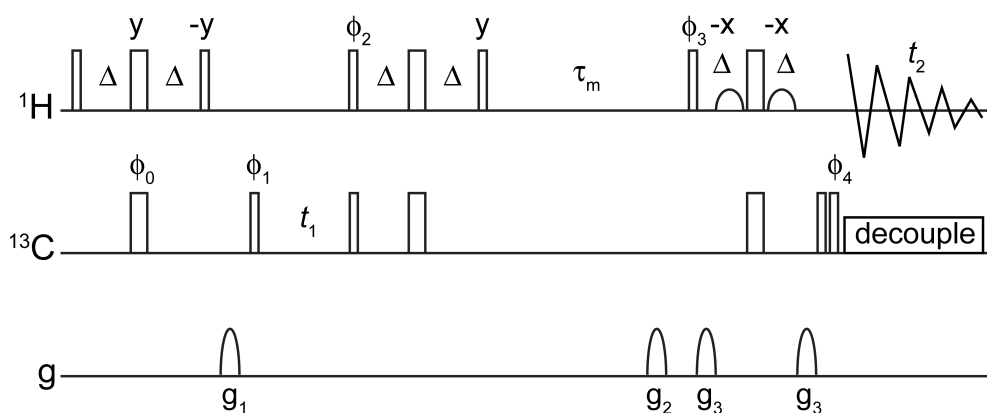 y -y ϕ2 y ϕ3 -x -x
Δ Δ Δ Δ τm Δ Δ t2
1H
ϕ0 ϕ1 ϕ4
t1
13C decouple
g
g1 g2 g3 g3